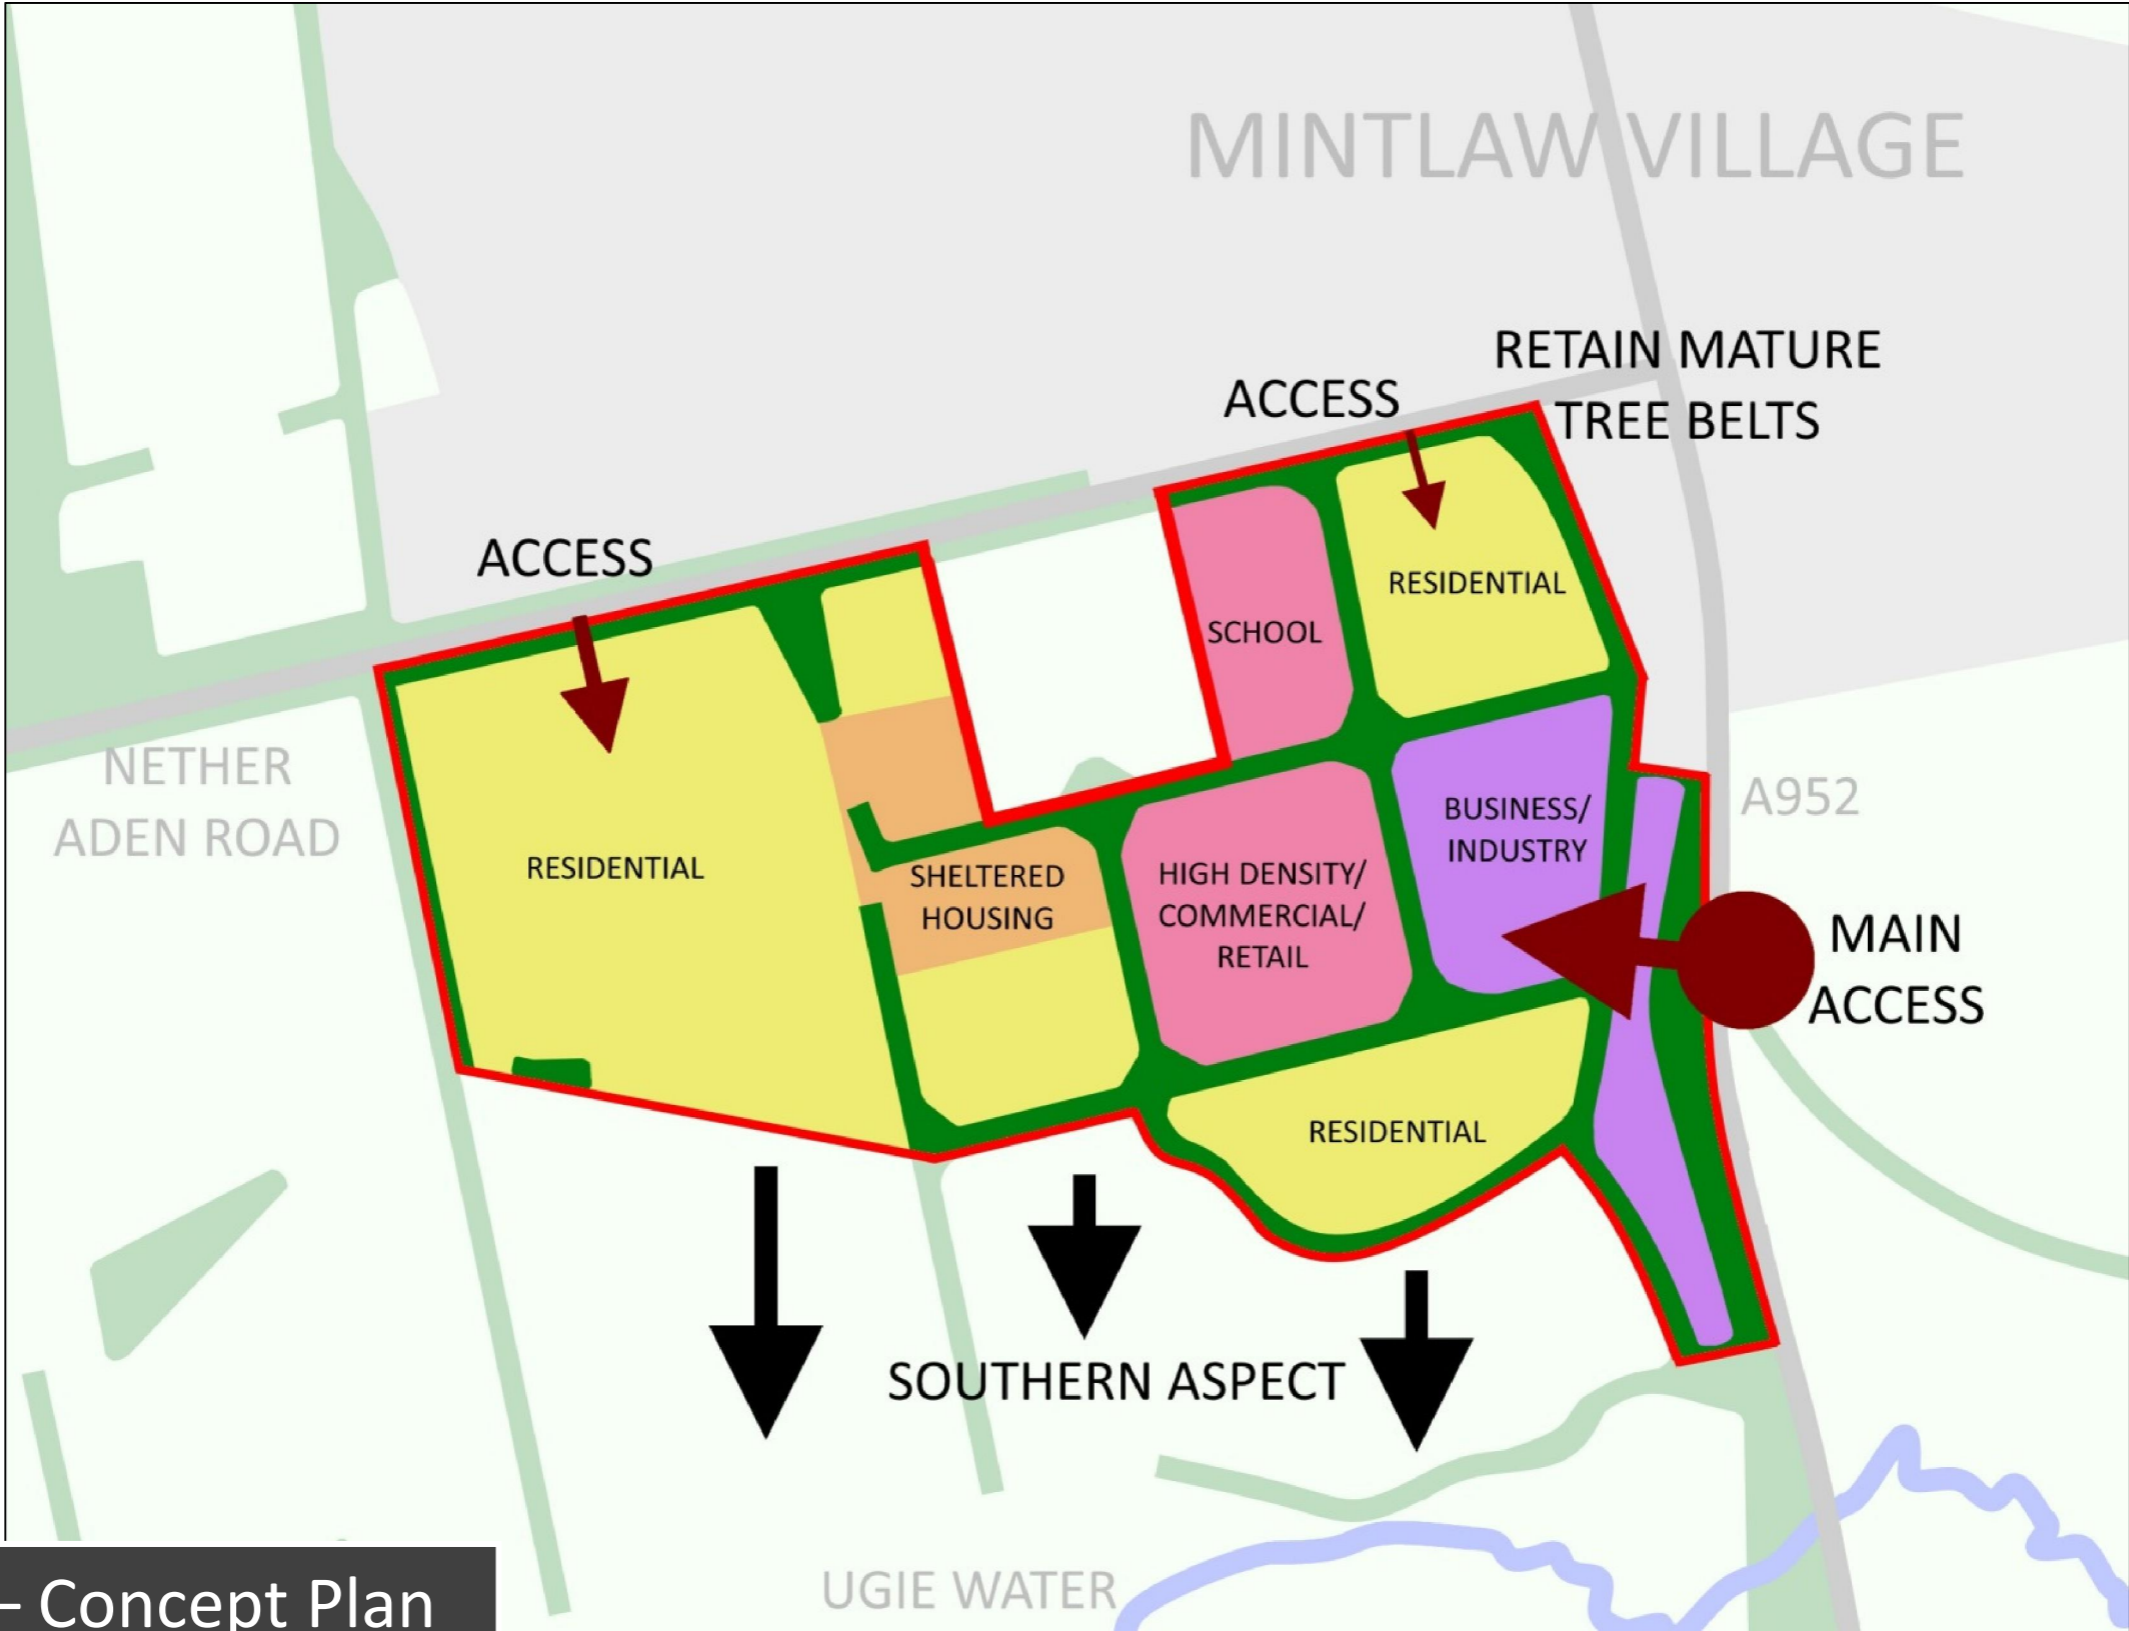 MINTLAW VILLAGE
RETAIN MATURE
TREE BELTS
ACCESS
ACCESS
RESIDENTIAL
SCHOOL
NETHER
ADEN ROAD
A952
BUSINESS/
INDUSTRY
RESIDENTIAL
SHELTERED
HOUSING
HIGH DENSITY/
COMMERCIAL/
RETAIL
MAIN
ACCESS
RESIDENTIAL
SOUTHERN ASPECT
UGIE WATER
– Concept Plan